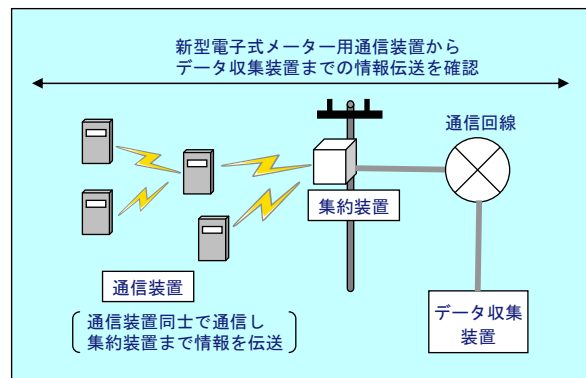 新型電子式メーター用通信装置から
データ収集装置までの情報伝送を確認
通信回線
集約装置
通信装置
通信装置同士で通信し
集約装置まで情報を伝送
データ収集
装置